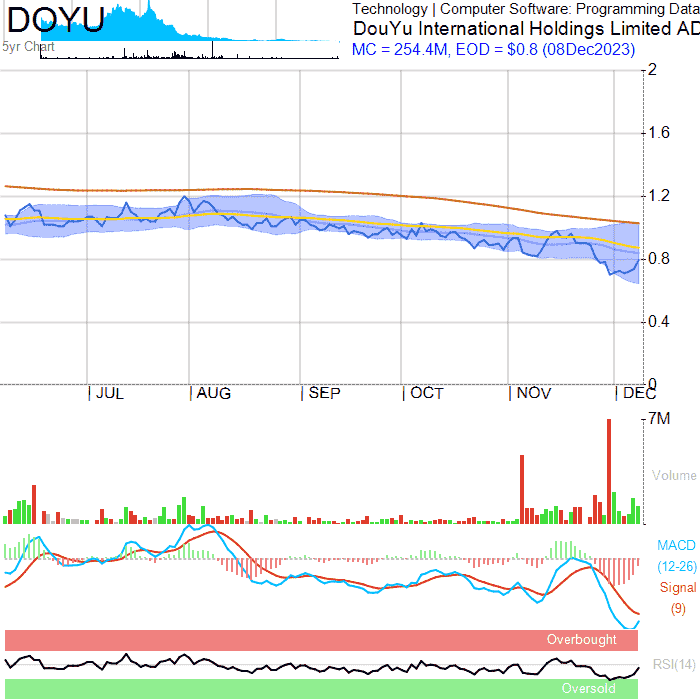 DOYU
Technology | Computer Software: Programming Data
DouYu International Holdings Limited AD
MC = 254.4M, EOD = $0.8 (08Dec2023)
5yr Chart
2
1.6
1.2
0.8
0.4
0
JUL AUG SEP OCT NOV DEC
7M
Volume
MACD
(12-26)
Signal
(9)
Overbought
RSI(14)
Oversold